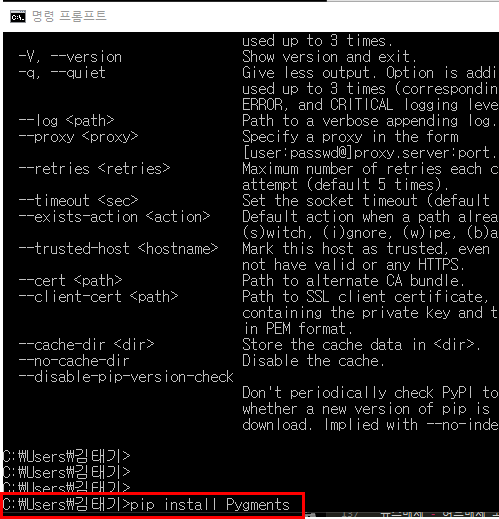 명령 프롬프트
used up to 3 times.
-V, --version Show version and exit.
-q, --quiet Give less output. Option is addi
used up to 3 times (correspondin
ERROR, and CRITICAL logging leve
--log <path> Path to a verbose appending log.
--proxy <proxy> Specify a proxy in the form
[user:passwd@]proxy.server:port.
--retries <retries> Maximum number of retries each c
attempt (default 5 times).
--timeout <sec> Set the socket timeout (default
--exists-action <action> Default action when a path alrea
(s)witch, (i)gnore, (w)ipe, (b)a
--trusted-host <hostname> Mark this host as trusted, even
not have valid or any HTTPS.
--cert <path> Path to alternate CA bundle.
--client-cert <path> Path to SSL client certificate,
containing the private key and t
in PEM format.
--cache-dir <dir> Store the cache data in <dir>.
--no-cache-dir Disable the cache.
--disable-pip-version-check
Don't periodically check PyPI to
whether a new version of pip is
download. Implied with --no-inde
C:₩Users₩김태기>
C:₩Users₩김태기>
C:₩Users₩김태기>
C:₩Users₩김태기>pip install Pygments